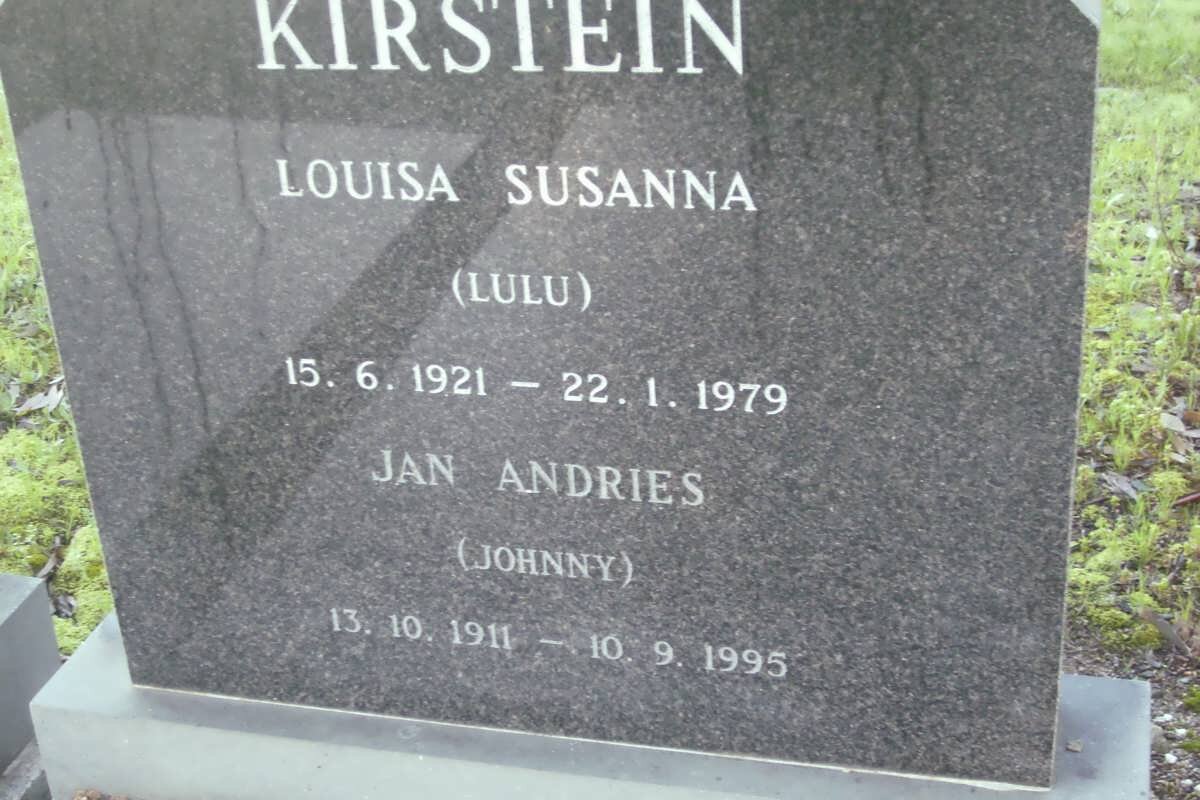 KIRSTEIN
LOUISA SUSANNA
(LULU)
15. 6. 1921 — 22. 1. 1979
JAN ANDRIES
(JOHNNY)
13. 10. 1911 — 10. 9. 1995